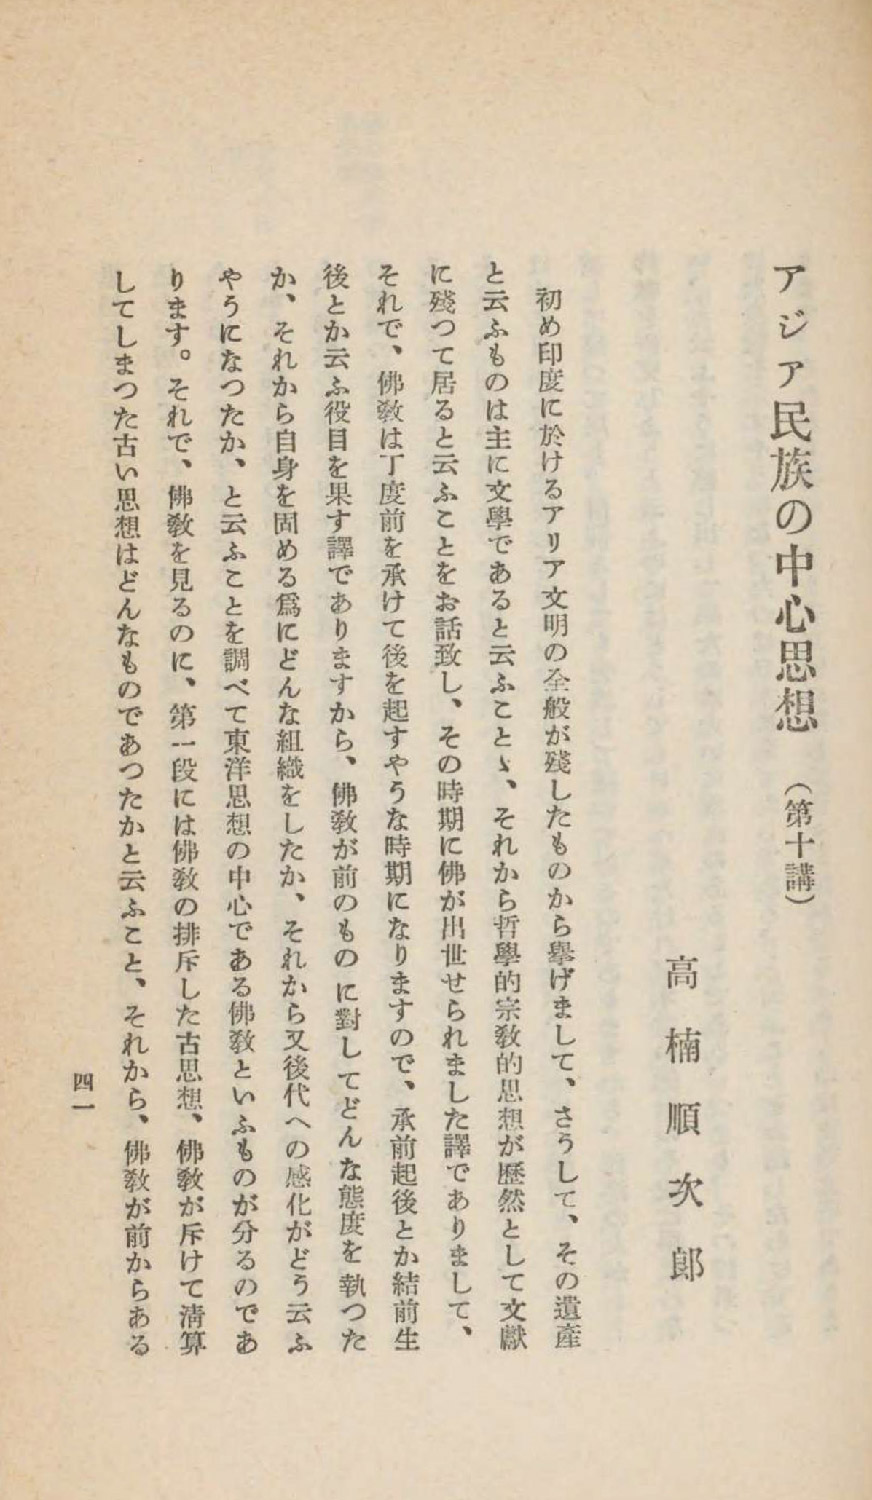 アジア民族の中心思想 (第十講)
高楠順次郎
初め印度に於けるアリア文明の全般が殘したものから擧げまして、さうして、その遺産
と云ふものは主に文學であると云ふことゝ、それから哲學的宗敎的思想が歷然として文獻
に殘つて居ると云ふことをお話致し、その時期に佛が出世せられました譯でありまして、
それで、佛敎は丁度前を承けて後を起すやうな時期になりますので、承前起後とか結前生
後とか云ふ役目を果す譯でありますから、佛敎が前のものに對してどんな態度を執つた
か、それから自身を固める爲にどんな組織をしたか、それから又後代への感化がどう云ふ
やうになつたか、と云ふことを調べて東洋思想の中心である佛敎といふものが分るのであ
ります。それで、佛敎を見るのに、第一段には佛敎の排斥した古思想、佛敎が斥けて淸算
してしまつた古い思想はどんなものであつたかと云ふこと、それから、佛敎が前からある
四一